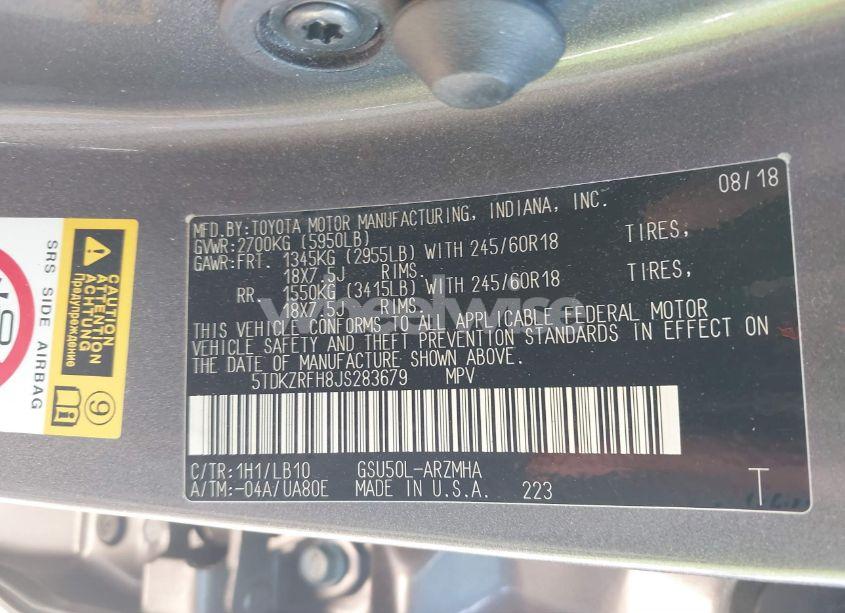 08/18
MFD.BY:TOYOTA MOTOR MANUFACTURING, INDIANA, INC.
GVWR:2700KG (5950LB)
GAWR:FRT. 1345KG (2955LB) WITH 245/60R18 TIRES,
18X7.5J RIMS.
RR. 1550KG (3415LB) WITH 245/60R18 TIRES,
18X7.5J RIMS.
THIS VEHICLE CONFORMS TO ALL APPLICABLE FEDERAL MOTOR
VEHICLE SAFETY AND THEFT PREVENTION STANDARDS IN EFFECT ON
THE DATE OF MANUFACTURE SHOWN ABOVE.
5TDKZRFH8JS283679 MPV
C/TR:1H1/LB10 GSU50L-ARZMHA
A/TM:-04A/UA80E MADE IN U.S.A. 223 T
SRS SIDE AIRBAG
CAUTION
ATTENTION
ACHTUNG
Предупреждение
9
wheelwise